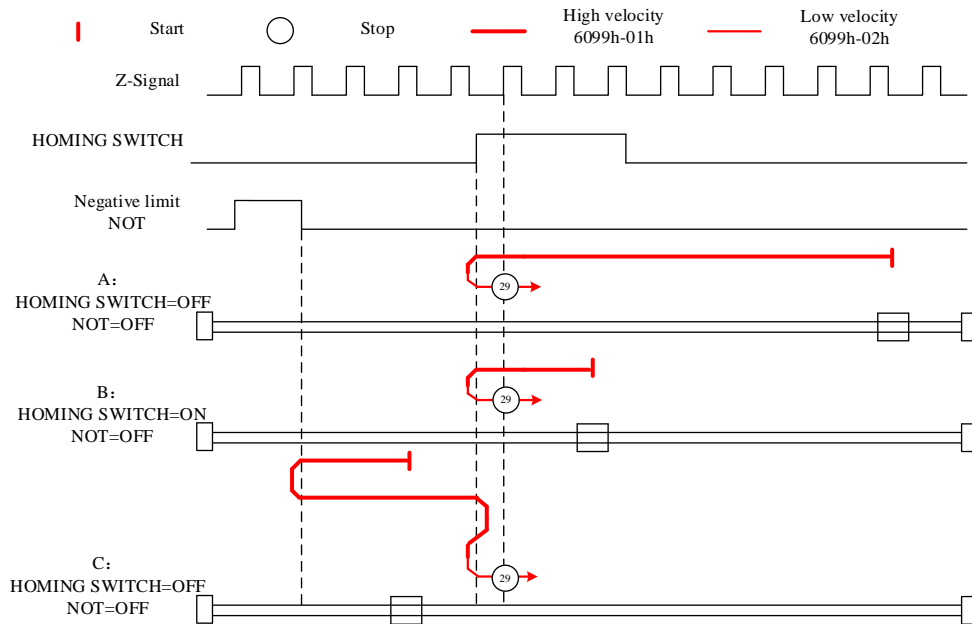 Start
Stop
High velocity
6099h-01h
Low velocity
6099h-02h
Z-Signal
HOMING SWITCH
Negative limit
NOT
A:
HOMING SWITCH=OFF
NOT=OFF
29
B:
HOMING SWITCH=ON
NOT=OFF
29
C:
HOMING SWITCH=OFF
NOT=OFF
29